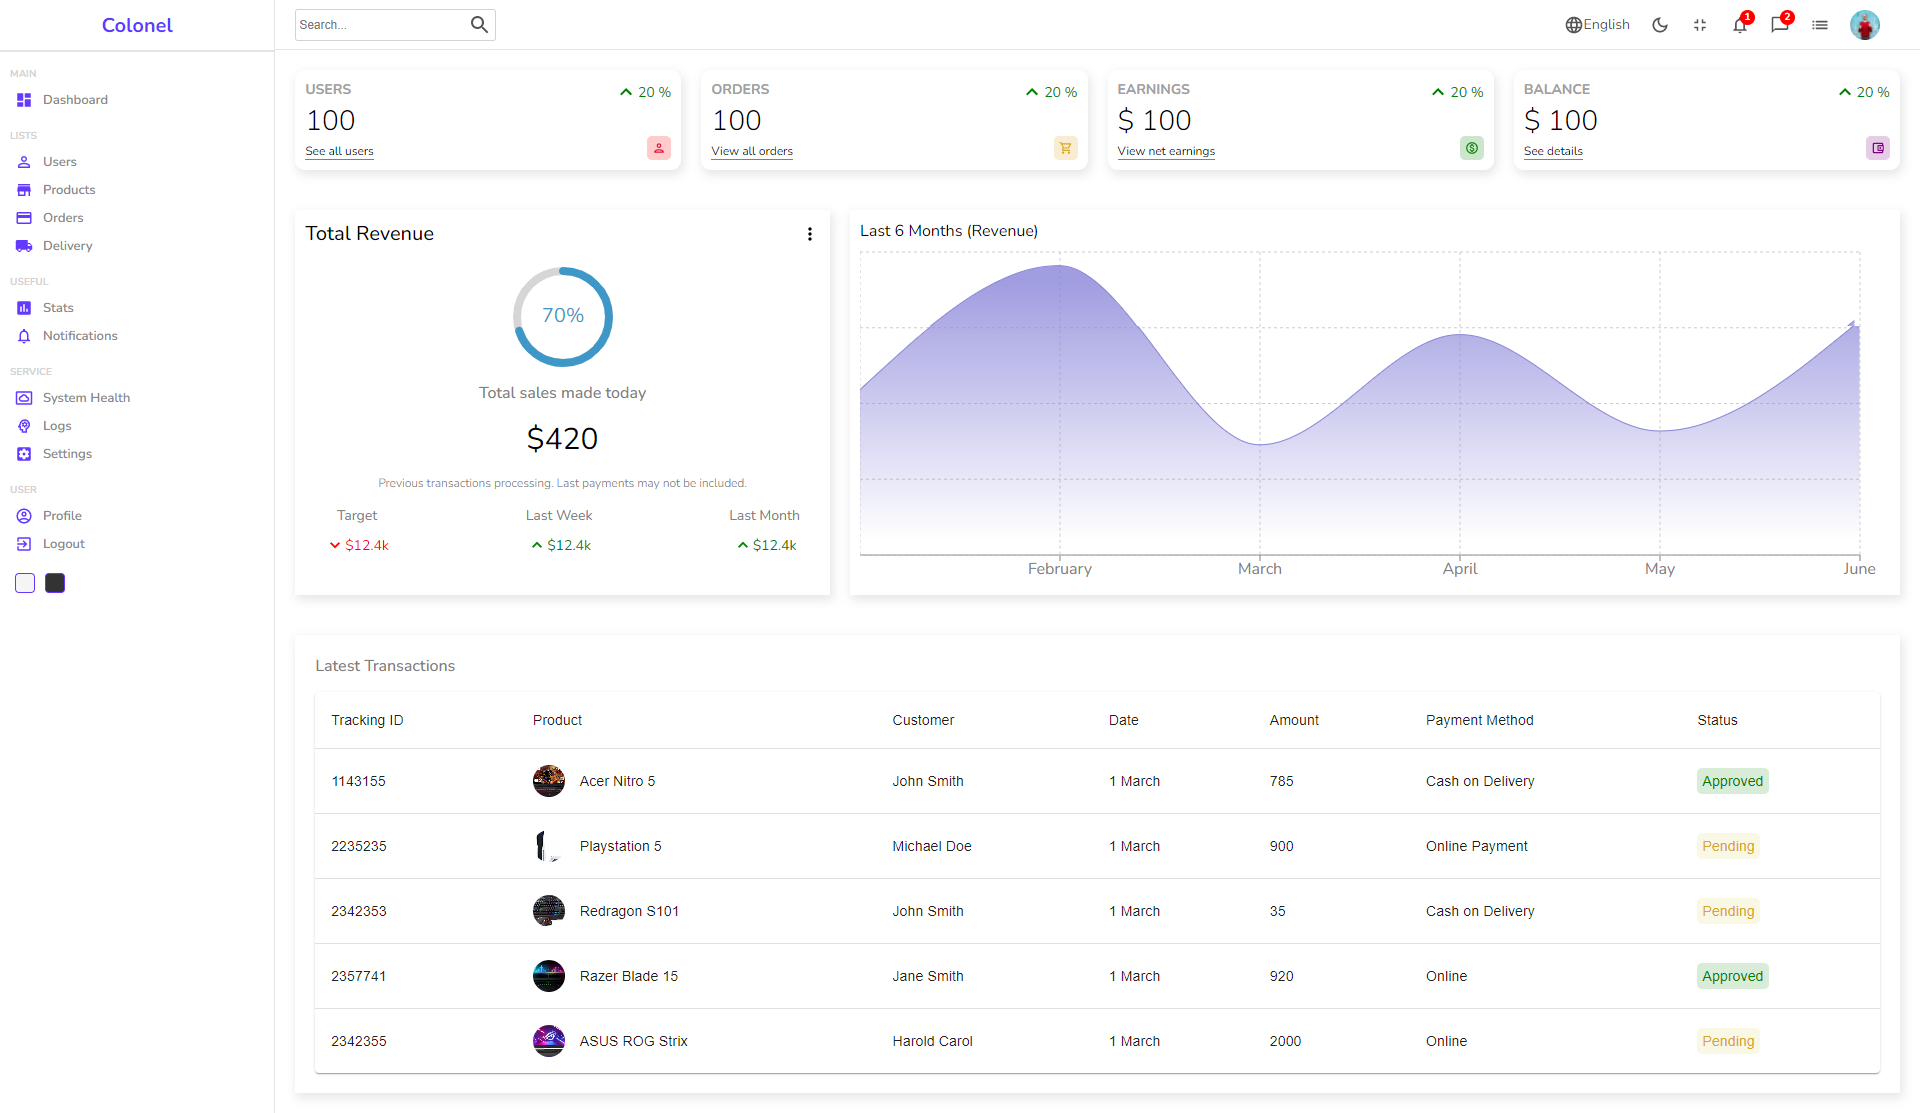 Colonel
Search...
English
1
2
MAIN
Dashboard
LISTS
Users
Products
Orders
Delivery
USEFUL
Stats
Notifications
SERVICE
System Health
Logs
Settings
USER
Profile
Logout
USERS
20 %
100
See all users
ORDERS
20 %
100
View all orders
EARNINGS
20 %
$ 100
View net earnings
BALANCE
20 %
$ 100
See details
Total Revenue
70%
Total sales made today
$420
Previous transactions processing. Last payments may not be included.
Target Last Week Last Month
$12.4k $12.4k $12.4k
Last 6 Months (Revenue)
February March April May June
Latest Transactions
Tracking ID Product Customer Date Amount Payment Method Status
1143155 Acer Nitro 5 John Smith 1 March 785 Cash on Delivery Approved
2235235 Playstation 5 Michael Doe 1 March 900 Online Payment Pending
2342353 Redragon S101 John Smith 1 March 35 Cash on Delivery Pending
2357741 Razer Blade 15 Jane Smith 1 March 920 Online Approved
2342355 ASUS ROG Strix Harold Carol 1 March 2000 Online Pending